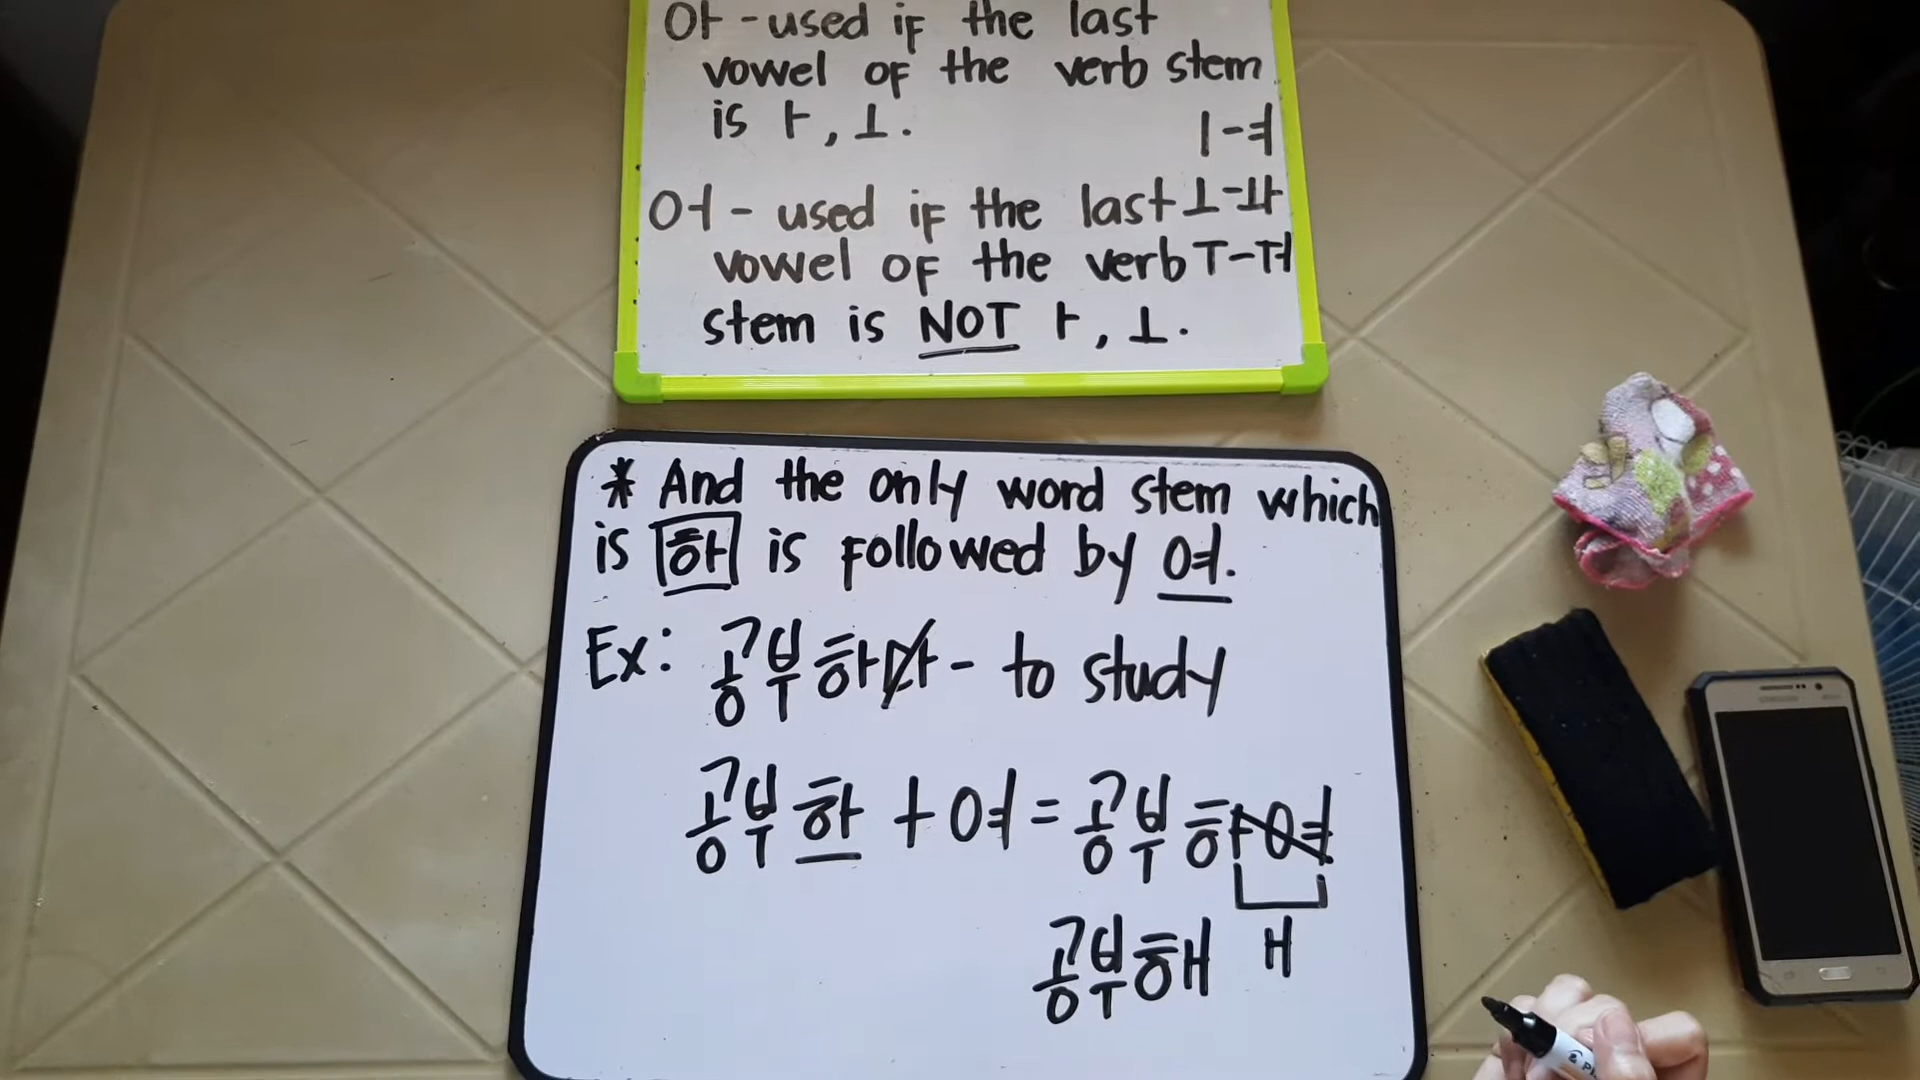 아 - used if the last
vowel of the verb stem
is ㅏ, ㅗ.
ㅣ-ㅕ
어 - used if the last
vowel of the verb
stem is NOT ㅏ, ㅗ.
ㅗ-ㅘ
ㅜ-ㅝ
* And the only word stem which
is 하 is followed by 여.
Ex: 공부하다 - to study
공부하 + 여 = 공부하여
ㅐ
공부해